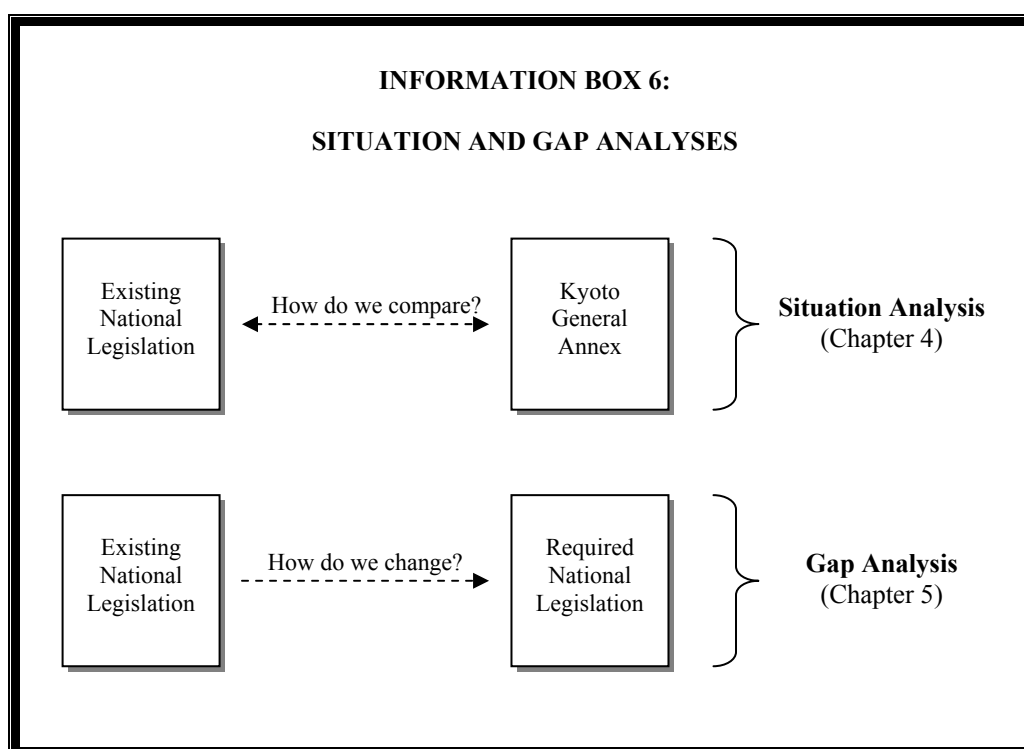 INFORMATION BOX 6:
SITUATION AND GAP ANALYSES
Existing
National
Legislation
How do we compare?
Kyoto
General
Annex
Situation Analysis
(Chapter 4)
Existing
National
Legislation
How do we change?
Required
National
Legislation
Gap Analysis
(Chapter 5)